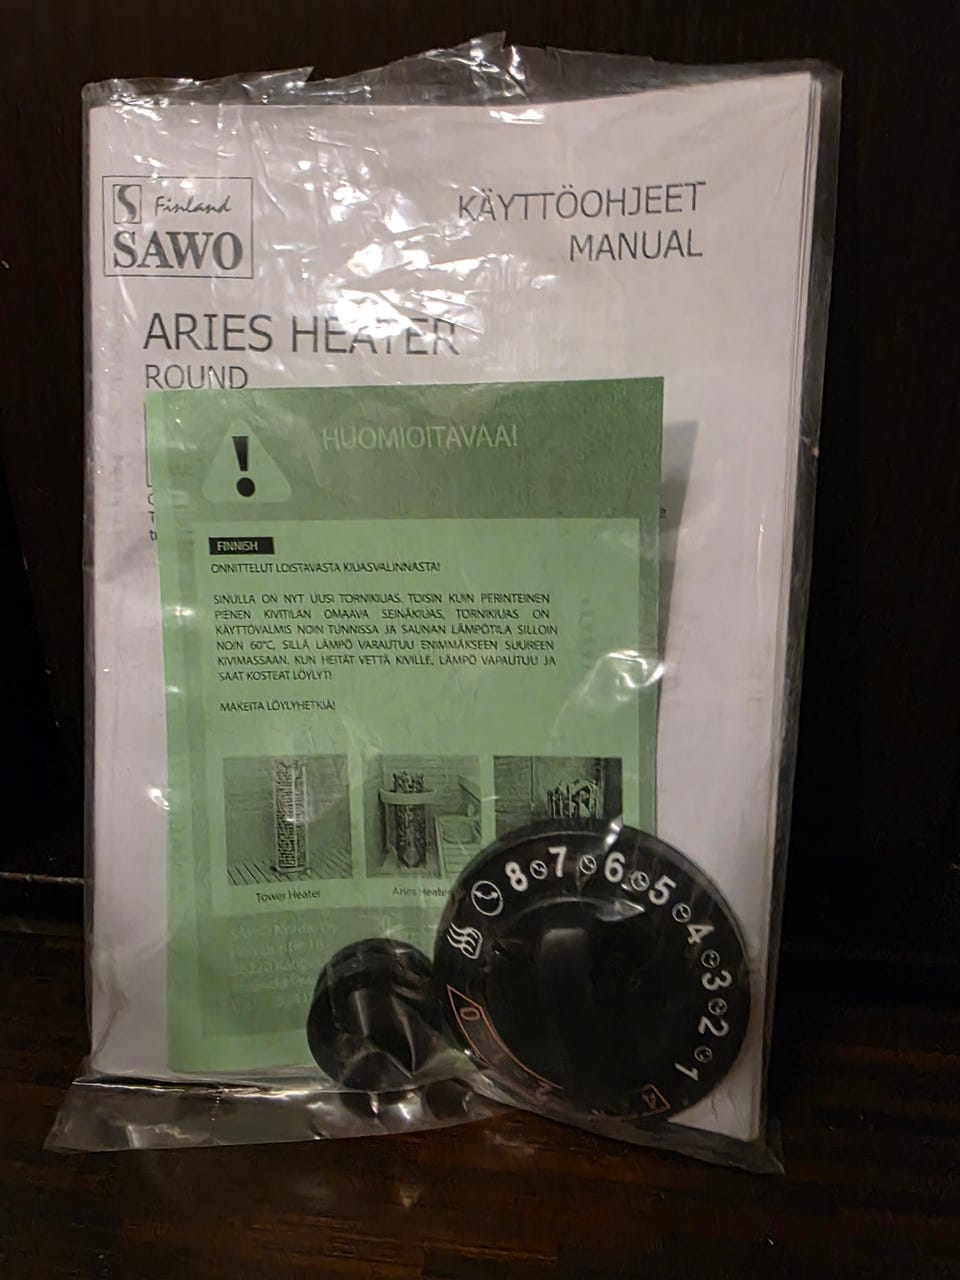 Finland
SAWO
KÄYTTÖOHJEET
MANUAL
ARIES HEATER
ROUND
HUOMIOITAVAA!
FINNISH
ONNITTELUT LOISTAVASTA KIUASVALINNASTA!
SINULLA ON NYT UUSI TORNIKIUAS. TOISIN KUIN PERINTEINEN
PIENEN KIVITILAN OMAAVA SEINÄKIUAS, TORNIKIUAS ON
KÄYTTÖVALMIS NOIN TUNNISSA JA SAUNAN LÄMPÖTILA SILLOIN
NOIN 60°C, SILLÄ LÄMPÖ VARAUTUU ENIMMÄKSEEN SUUREEN
KIVIMASSAAN. KUN HEITÄT VETTÄ KIVILLE, LÄMPÖ VAPAUTUU JA
SAAT KOSTEAT LÖYLYT!
MAKEITA LÖYLYHETKIÄ!
Tower Heater
Aries Heater
8 7 6 5 4 3 2 1
0
4